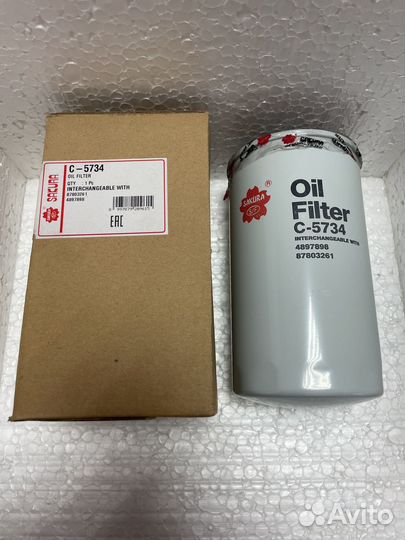 SAKURA
C-5734
OIL FILTER
QTY : 1 Pc
INTERCHANGEABLE WITH
87803261
4897898
EAC
SAKURA
®
Oil
Filter
C-5734
INTERCHANGEABLE WITH
4897898
87803261
Avito